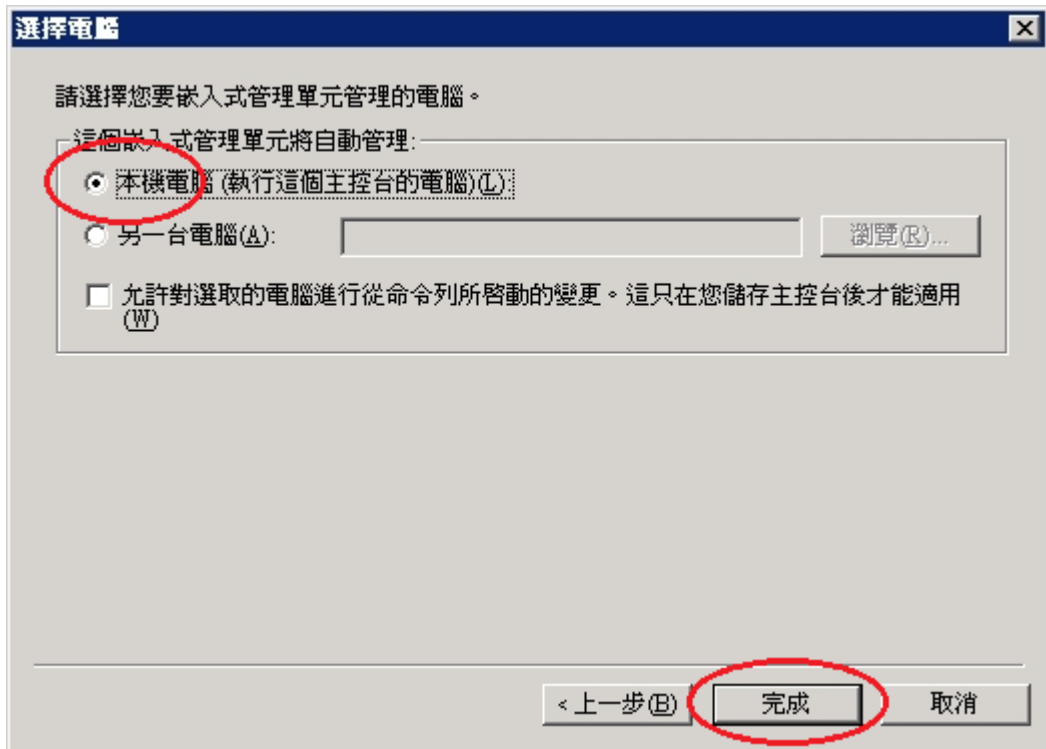 選擇電腦
請選擇您要嵌入式管理單元管理的電腦。
這個嵌入式管理單元將自動管理:
本機電腦 (執行這個主控台的電腦)(L):
另一台電腦(A):
瀏覽(R)...
允許對選取的電腦進行從命令列所啓動的變更。這只在您儲存主控台後才能適用
(W)
< 上一步(B)
完成
取消